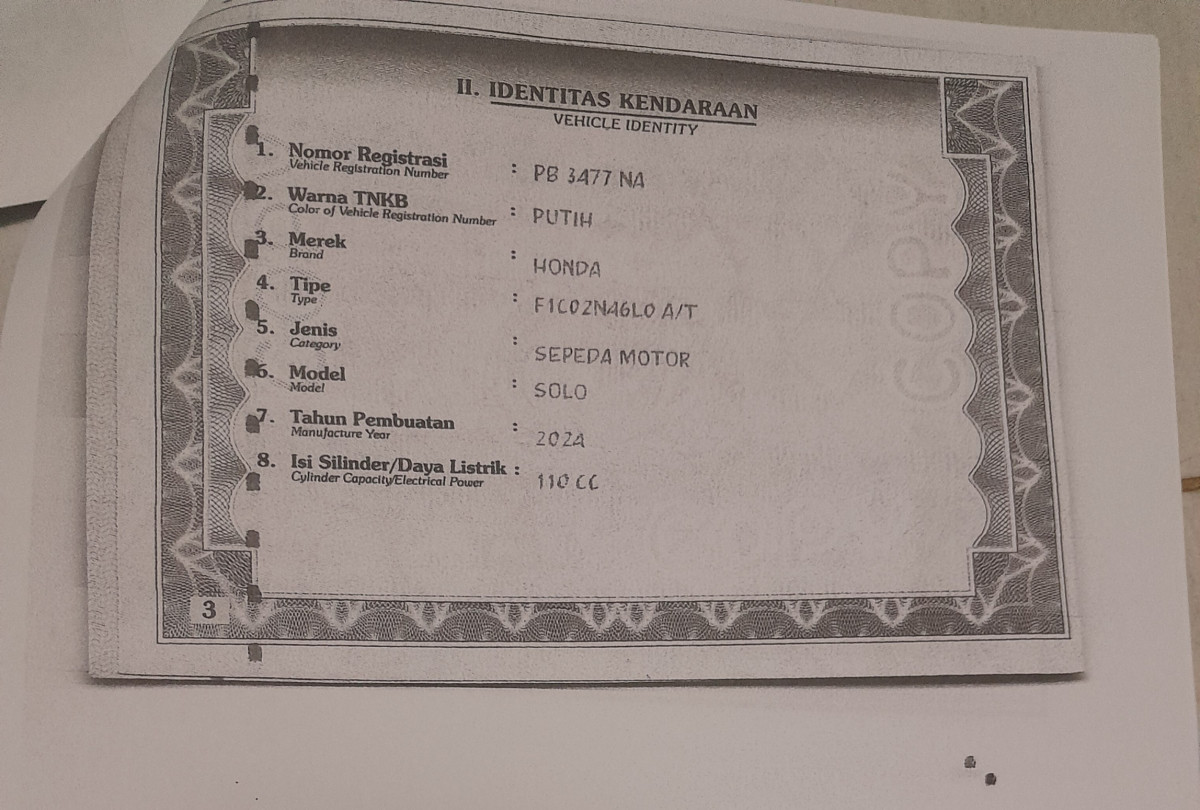 II. IDENTITAS KENDARAAN
VEHICLE IDENTITY
1. Nomor Registrasi : PB 3477 NA
Vehicle Registration Number
2. Warna TNKB : PUTIH
Color of Vehicle Registration Number
3. Merek : HONDA
Brand
4. Tipe : F1C02N46L0 A/T
Type
5. Jenis : SEPEDA MOTOR
Category
6. Model : SOLO
Model
7. Tahun Pembuatan : 2024
Manufacture Year
8. Isi Silinder/Daya Listrik : 110 CC
Cylinder Capacity/Electrical Power
COPY
3